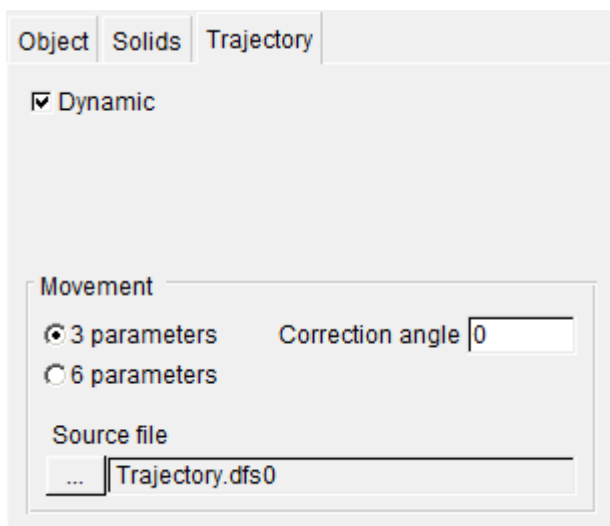 Object Solids Trajectory
Dynamic
Movement
3 parameters Correction angle 0
6 parameters
Source file
... Trajectory.dfs0